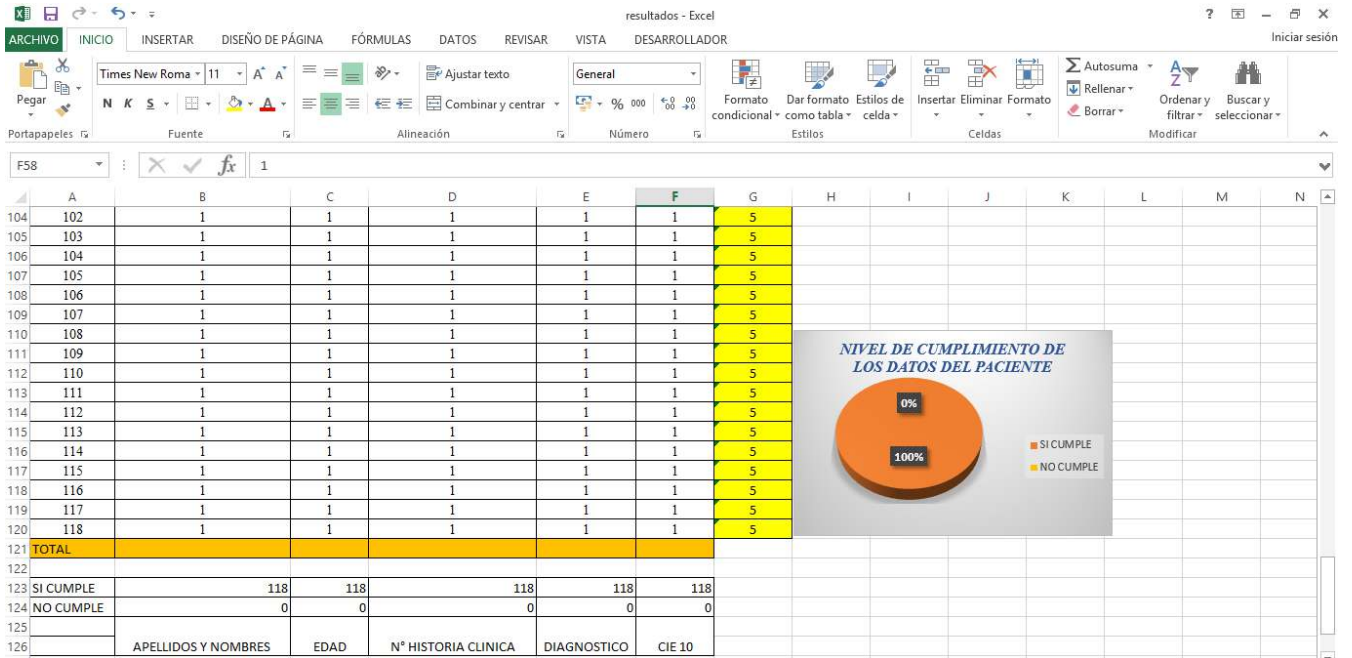 resultados - Excel
ARCHIVO INICIO INSERTAR DISEÑO DE PÁGINA FÓRMULAS DATOS REVISAR VISTA DESARROLLADOR Iniciar sesión
Times New Roma 11 Ajustar texto General Autosuma
Rellenar
Pegar N K S A Combinar y centrar % 000 Formato condicional Dar formato como tabla Estilos de celda Insertar Eliminar Formato Borrar Ordenar y filtrar Buscar y seleccionar
Portapapeles Fuente Alineación Número Estilos Celdas Modificar
F58 fx 1
A B C D E F G H I J K L M N
104 102 1 1 1 1 1 5
105 103 1 1 1 1 1 5
106 104 1 1 1 1 1 5
107 105 1 1 1 1 1 5
108 106 1 1 1 1 1 5
109 107 1 1 1 1 1 5
110 108 1 1 1 1 1 5
111 109 1 1 1 1 1 5
112 110 1 1 1 1 1 5
113 111 1 1 1 1 1 5
114 112 1 1 1 1 1 5
115 113 1 1 1 1 1 5
116 114 1 1 1 1 1 5
117 115 1 1 1 1 1 5
118 116 1 1 1 1 1 5
119 117 1 1 1 1 1 5
120 118 1 1 1 1 1 5
121 TOTAL
122
123 SI CUMPLE 118 118 118 118 118
124 NO CUMPLE 0 0 0 0 0
125
126 APELLIDOS Y NOMBRES EDAD N° HISTORIA CLINICA DIAGNOSTICO CIE 10
NIVEL DE CUMPLIMIENTO DE
LOS DATOS DEL PACIENTE
0%
100%
SI CUMPLE
NO CUMPLE